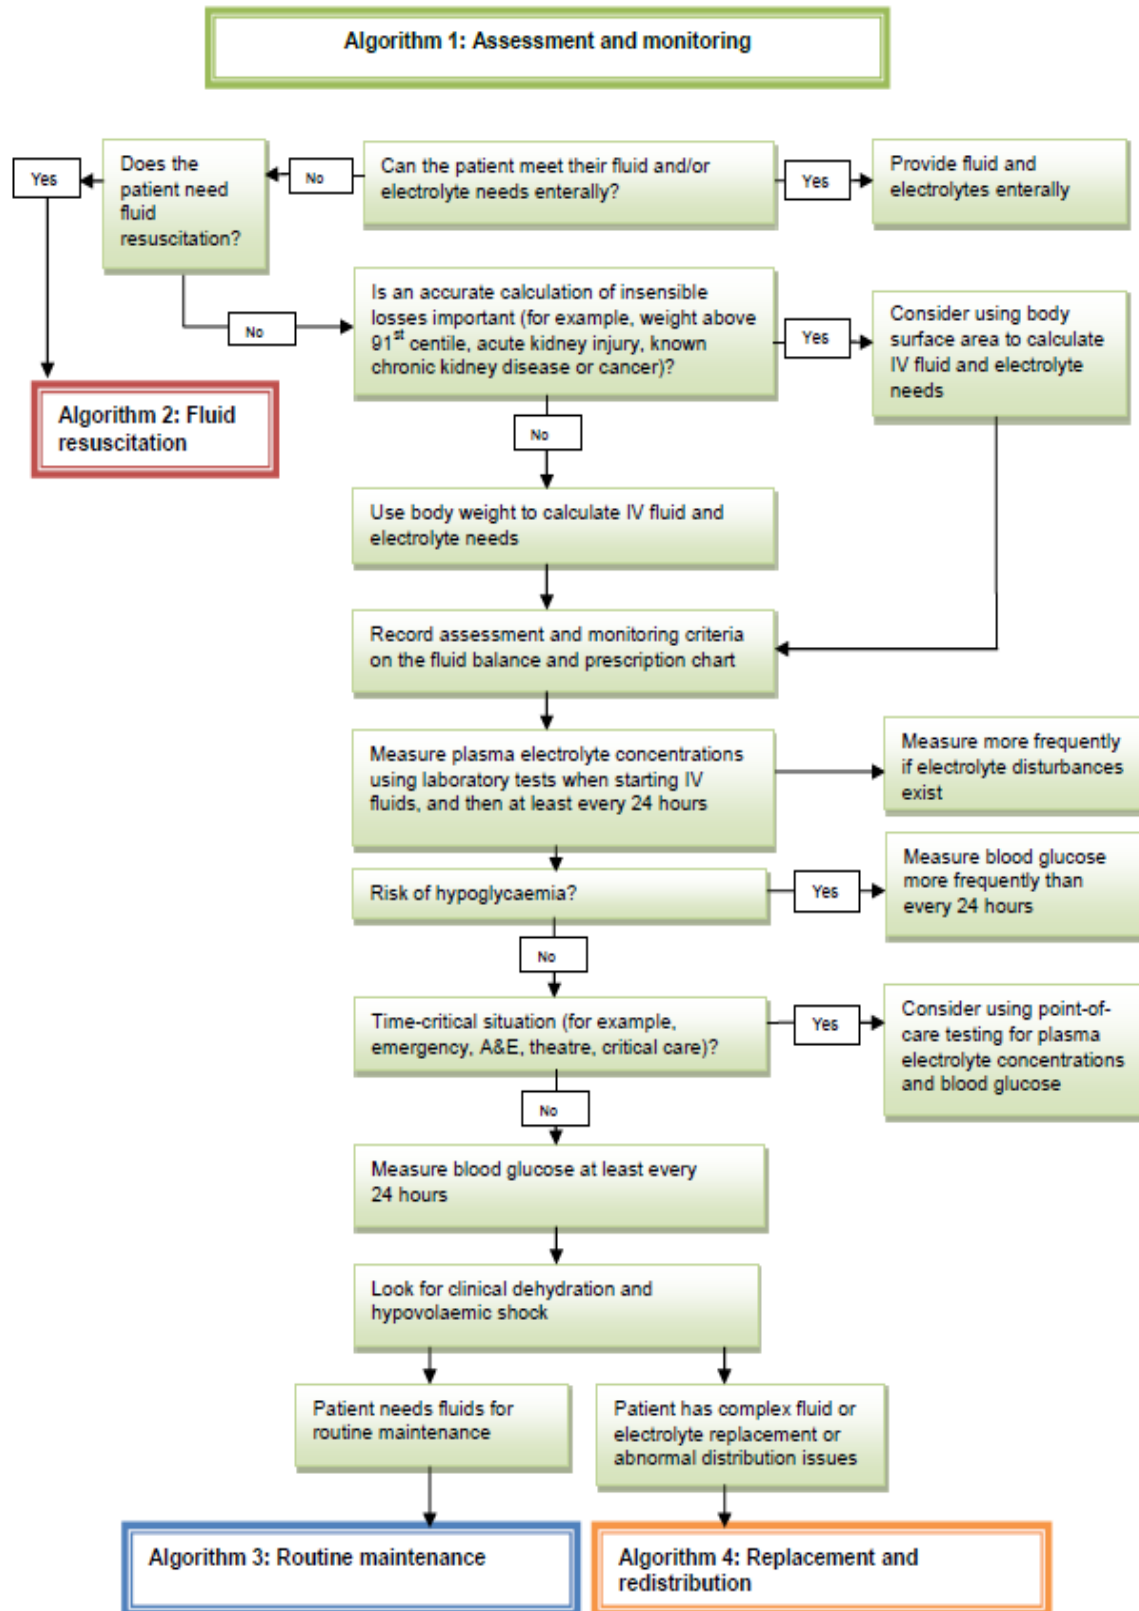 Algorithm 1: Assessment and monitoring
Yes
Does the
patient need
fluid
resuscitation?
No
Can the patient meet their fluid and/or
electrolyte needs enterally?
Yes
Provide fluid and
electrolytes enterally
No
Is an accurate calculation of insensible
losses important (for example, weight above
91st centile, acute kidney injury, known
chronic kidney disease or cancer)?
Yes
Consider using body
surface area to calculate
IV fluid and electrolyte
needs
Algorithm 2: Fluid
resuscitation
No
Use body weight to calculate IV fluid and
electrolyte needs
Record assessment and monitoring criteria
on the fluid balance and prescription chart
Measure plasma electrolyte concentrations
using laboratory tests when starting IV
fluids, and then at least every 24 hours
Measure more frequently
if electrolyte disturbances
exist
Risk of hypoglycaemia?
Yes
Measure blood glucose
more frequently than
every 24 hours
No
Time-critical situation (for example,
emergency, A&E, theatre, critical care)?
Yes
Consider using point-of-
care testing for plasma
electrolyte concentrations
and blood glucose
No
Measure blood glucose at least every
24 hours
Look for clinical dehydration and
hypovolaemic shock
Patient needs fluids for
routine maintenance
Patient has complex fluid or
electrolyte replacement or
abnormal distribution issues
Algorithm 3: Routine maintenance
Algorithm 4: Replacement and
redistribution